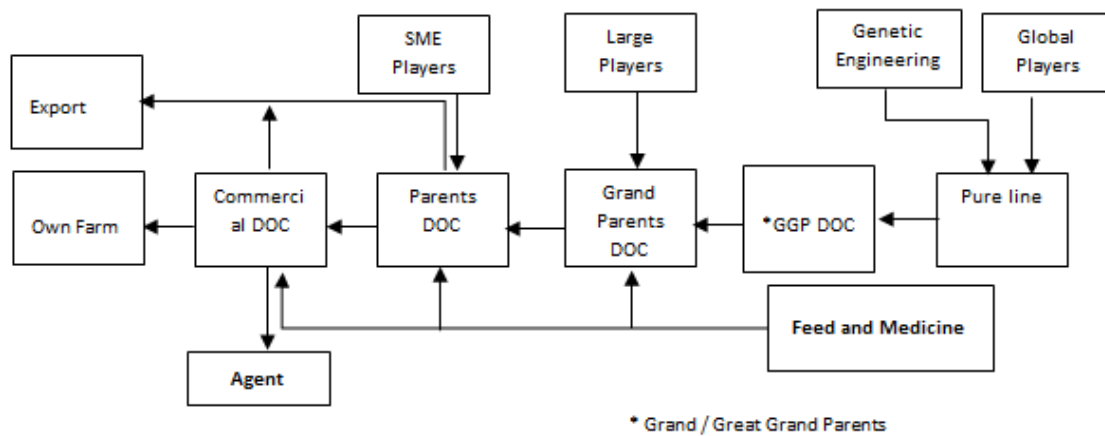 SME
Players
Large
Players
Genetic
Engineering
Global
Players
Export
Own Farm
Commerci
al DOC
Parents
DOC
Grand
Parents
DOC
*GGP DOC
Pure line
Feed and Medicine
Agent
* Grand / Great Grand Parents